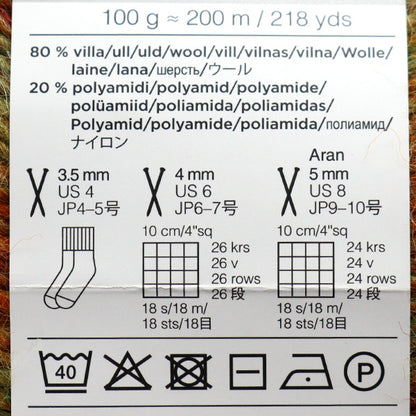 100 g ≈ 200 m / 218 yds
80 % villa/ull/uld/wool/vill/vilnas/vilna/Wolle/
laine/lana/шерсть/ウール
20 % polyamidi/polyamid/polyamide/
polüamiid/poliamida/poliamidas/
Polyamid/polyamide/poliamida/полиамид/
ナイロン
3.5 mm
US 4
JP4–5号
4 mm
US 6
JP6–7号
Aran
5 mm
US 8
JP9–10号
10 cm/4"sq
26 krs
26 v
26 rows
26 段
18 s/18 m/
18 sts/18目
10 cm/4"sq
24 krs
24 v
24 rows
24 段
18 s/18 m/
18 sts/18目
40
P